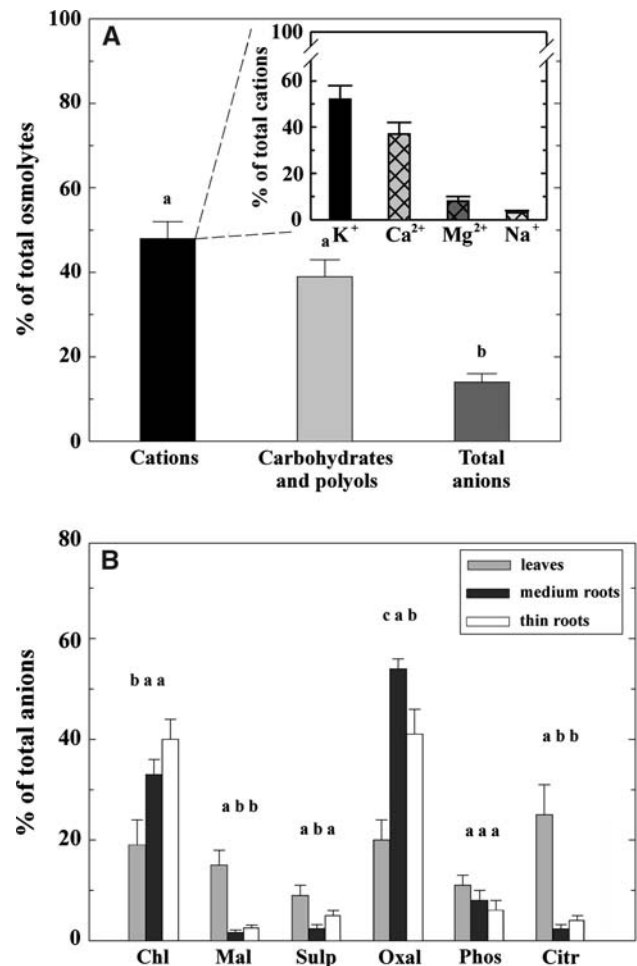 A
100
80
60
40
20
0
% of total osmolytes
a
a
b
Cations
Carbohydrates
and polyols
Total
anions
100
60
40
20
0
% of total cations
K+
Ca2+
Mg2+
Na+
B
80
60
40
20
0
% of total anions
leaves
medium roots
thin roots
b a a
a b b
a b a
c a b
a a a
a b b
Chl
Mal
Sulp
Oxal
Phos
Citr